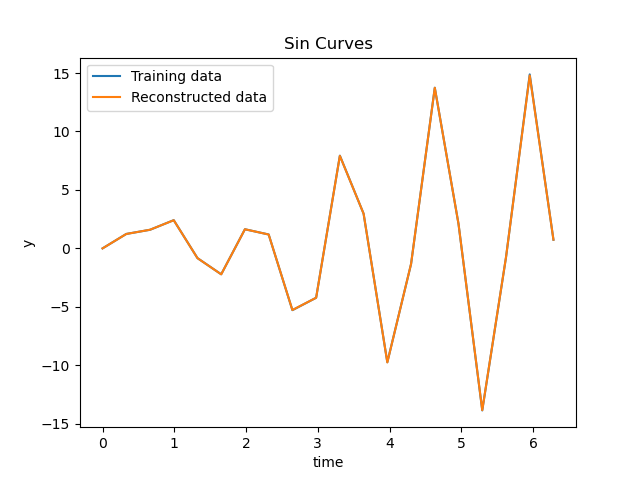 Sin Curves
Training data
Reconstructed data
15
10
5
0
−5
−10
−15
y
0 1 2 3 4 5 6
time